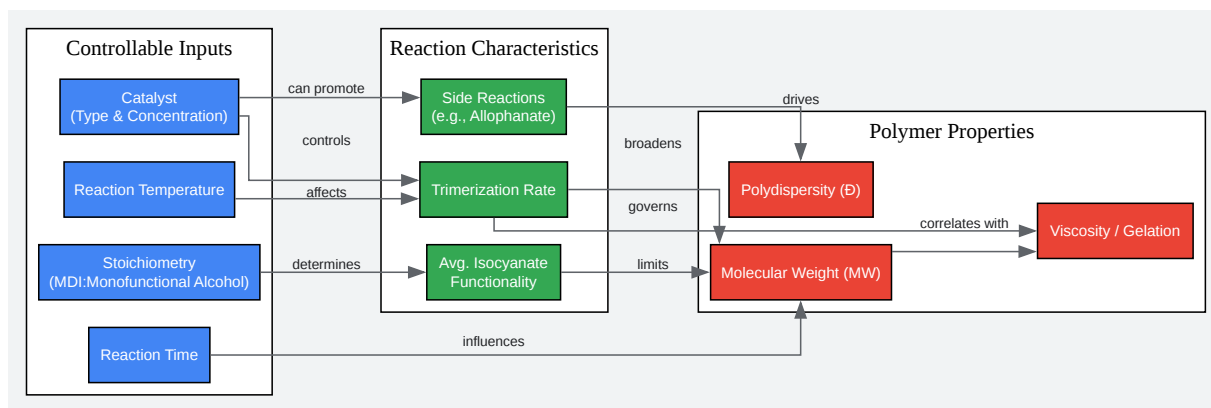 Controllable Inputs
Catalyst
(Type & Concentration)
Reaction Temperature
Stoichiometry
(MDI:Monofunctional Alcohol)
Reaction Time
can promote
controls
affects
determines
influences
Reaction Characteristics
Side Reactions
(e.g., Allophanate)
Trimerization Rate
Avg. Isocyanate
Functionality
drives
broadens
governs
limits
correlates with
Polymer Properties
Polydispersity (Đ)
Viscosity / Gelation
Molecular Weight (MW)